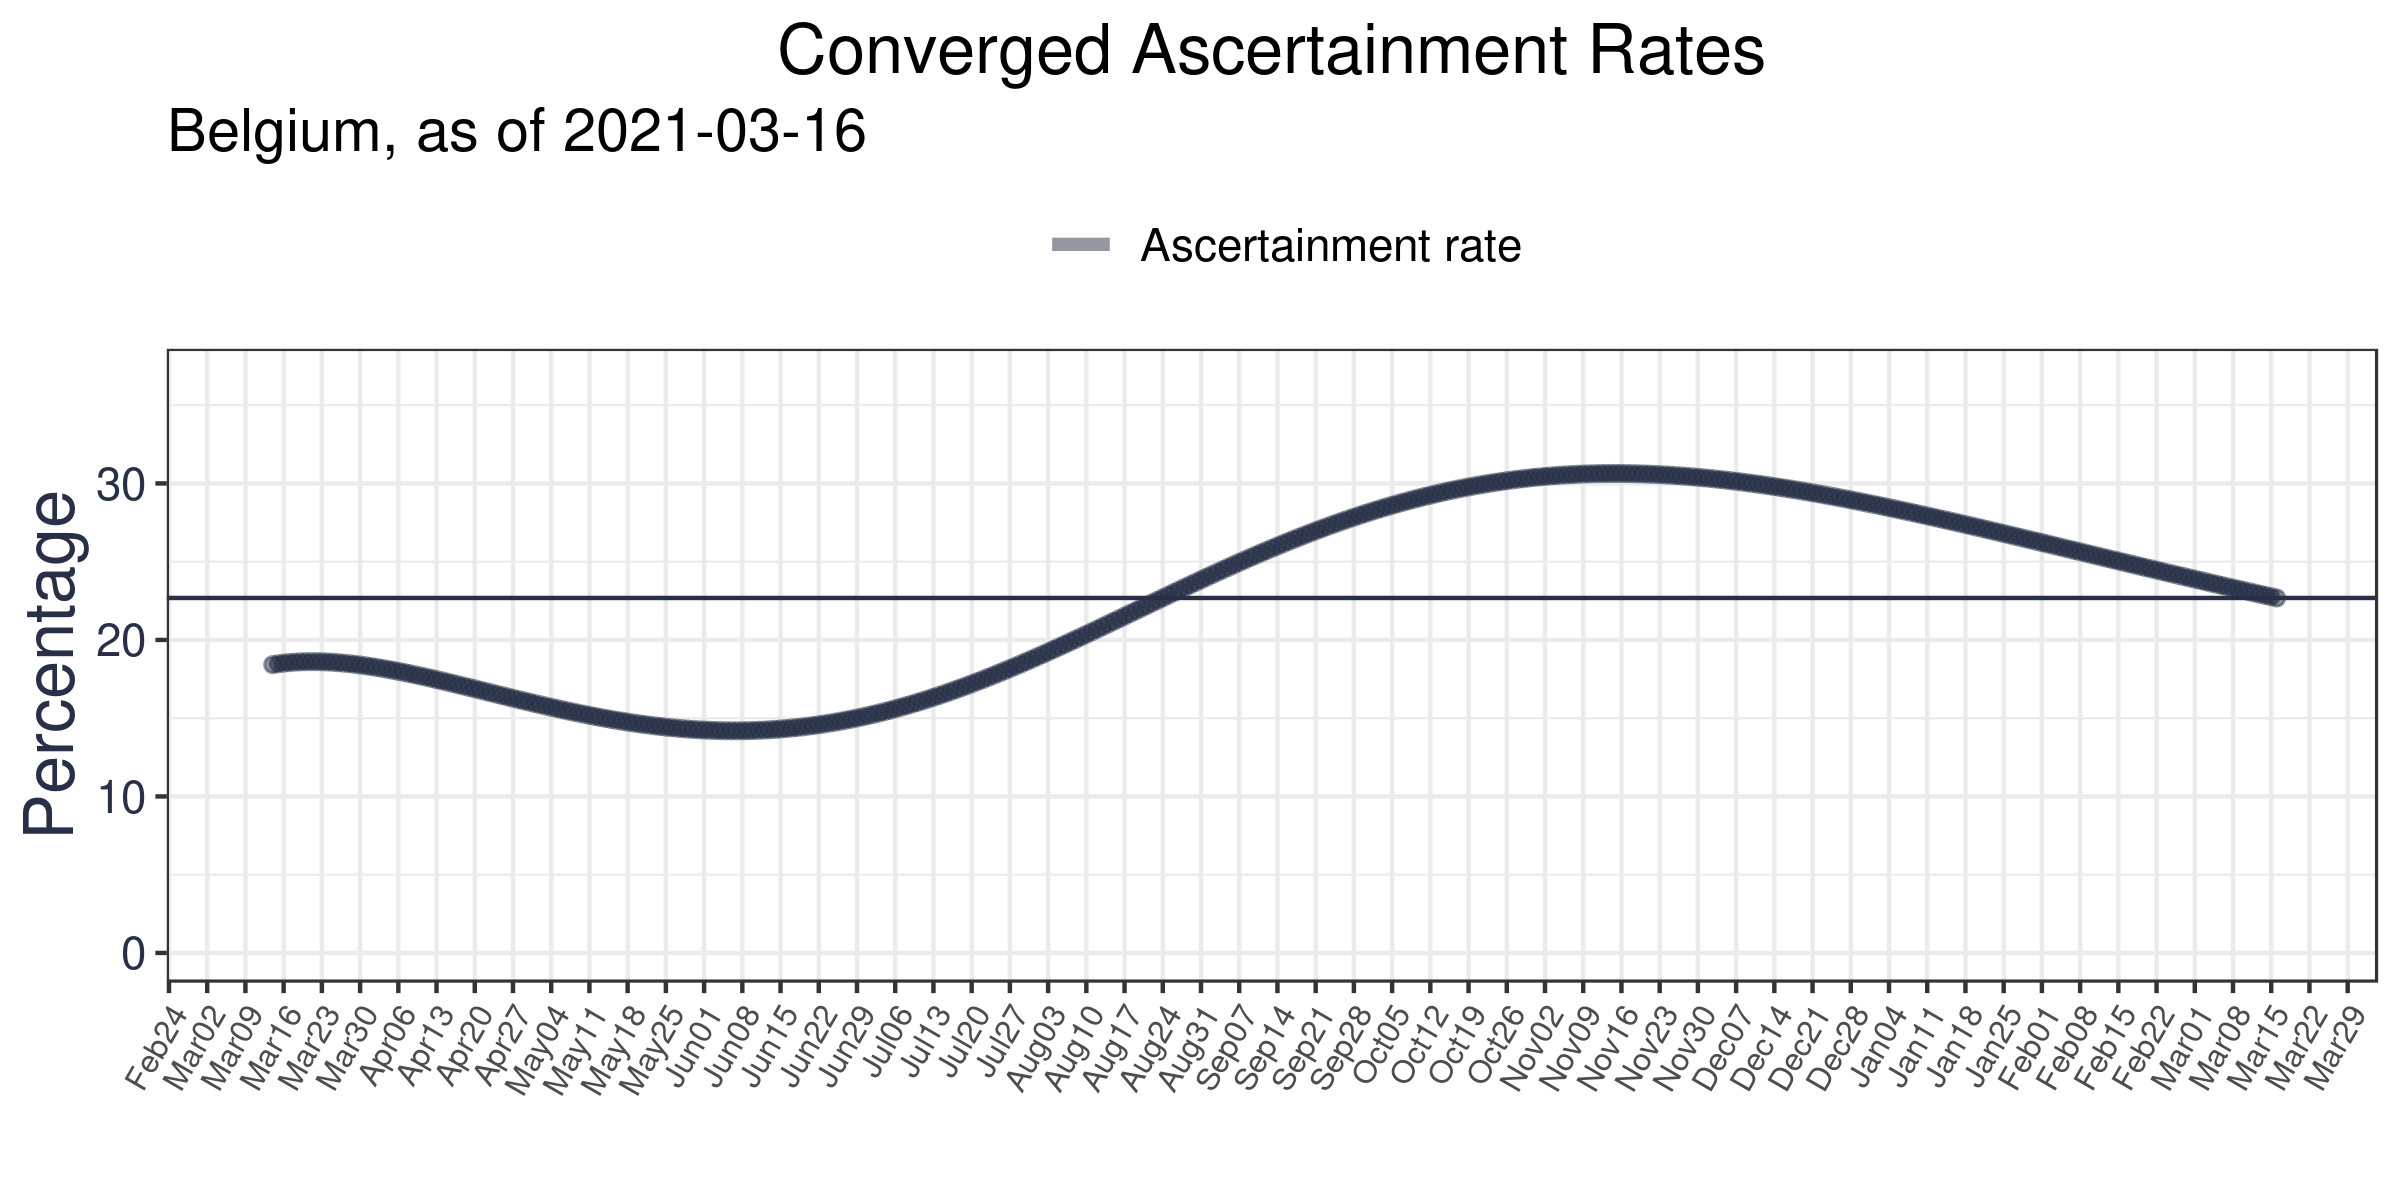 Converged Ascertainment Rates
Belgium, as of 2021-03-16
Ascertainment rate
Percentage
30
20
10
0
Feb24 Mar02 Mar09 Mar16 Mar23 Mar30 Apr06 Apr13 Apr20 Apr27 May04 May11 May18 May25 Jun01 Jun08 Jun15 Jun22 Jun29 Jul06 Jul13 Jul20 Jul27 Aug03 Aug10 Aug17 Aug24 Aug31 Sep07 Sep14 Sep21 Sep28 Oct05 Oct12 Oct19 Oct26 Nov02 Nov09 Nov16 Nov23 Nov30 Dec07 Dec14 Dec21 Dec28 Jan04 Jan11 Jan18 Jan25 Feb01 Feb08 Feb15 Feb22 Mar01 Mar08 Mar15 Mar22 Mar29